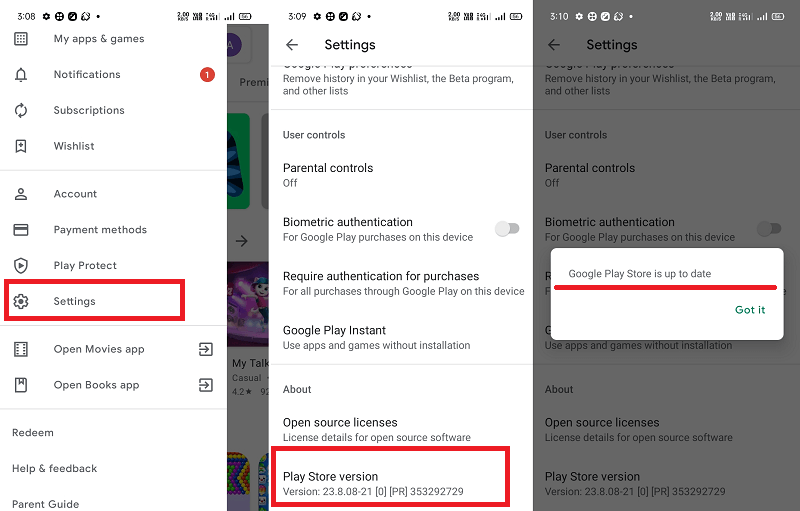 3:08
2.00 KB/S
56
My apps & games
Notifications
1
Subscriptions
Wishlist
Account
Payment methods
Play Protect
Settings
Open Movies app
Open Books app
Redeem
Help & feedback
Parent Guide
A
Premi
My Talk
Casual
4.2★ 92
3:09
56
Settings
Google Play preferences
Remove history in your Wishlist, the Beta program,
and other lists
User controls
Parental controls
Off
Biometric authentication
For Google Play purchases on this device
Require authentication for purchases
For all purchases through Google Play on this device
Google Play Instant
Use apps and games without installation
About
Open source licenses
License details for open source software
Play Store version
Version: 23.8.08-21 [0] [PR] 353292729
3:10
56
Settings
Google Play preferences
Remove history in your Wishlist, the Beta program,
and other lists
User controls
Parental controls
Off
Biometric authentication
For Google Play purchases on this device
Google Play Store is up to date
Got it
Use apps and games without installation
About
Open source licenses
License details for open source software
Play Store version
Version: 23.8.08-21 [0] [PR] 353292729